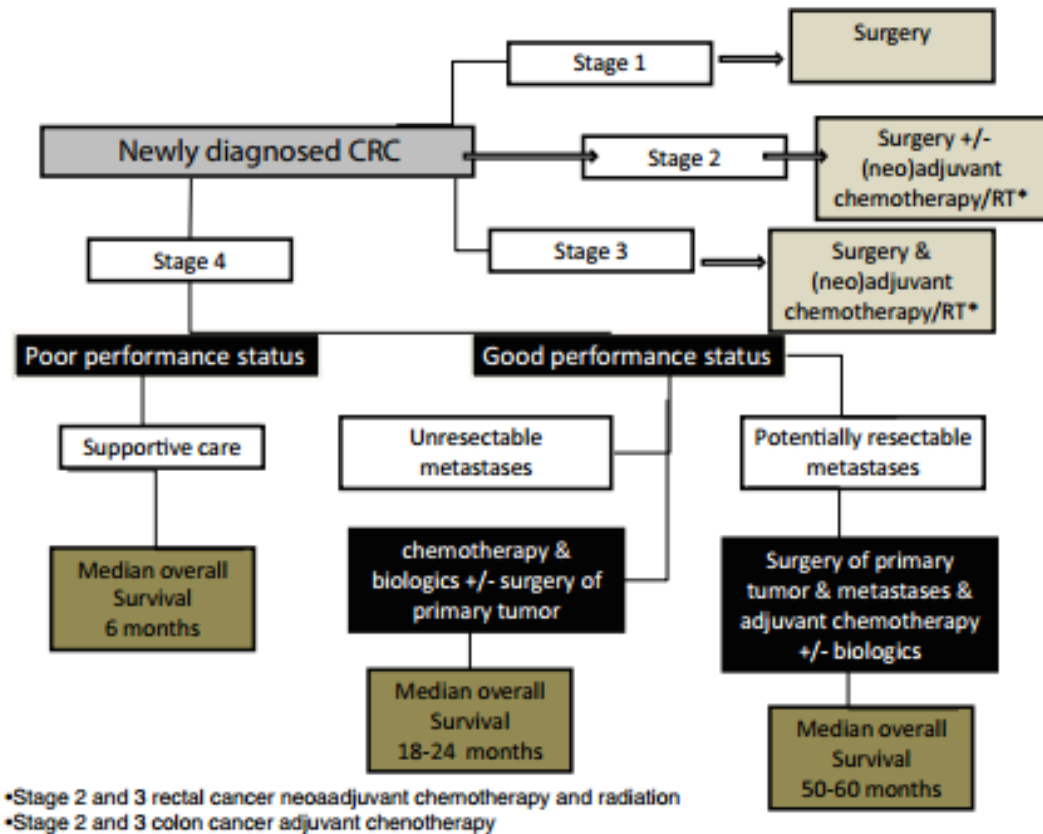 Surgery
Stage 1
Newly diagnosed CRC
Stage 2
Surgery +/-
(neo)adjuvant
chemotherapy/RT*
Stage 3
Surgery &
(neo)adjuvant
chemotherapy/RT*
Stage 4
Poor performance status
Good performance status
Supportive care
Unresectable
metastases
Potentially resectable
metastases
Median overall
Survival
6 months
chemotherapy &
biologics +/- surgery of
primary tumor
Surgery of primary
tumor & metastases &
adjuvant chemotherapy
+/- biologics
Median overall
Survival
18-24 months
Median overall
Survival
50-60 months
•Stage 2 and 3 rectal cancer neoaadjuvant chemotherapy and radiation
•Stage 2 and 3 colon cancer adjuvant chenotherapy